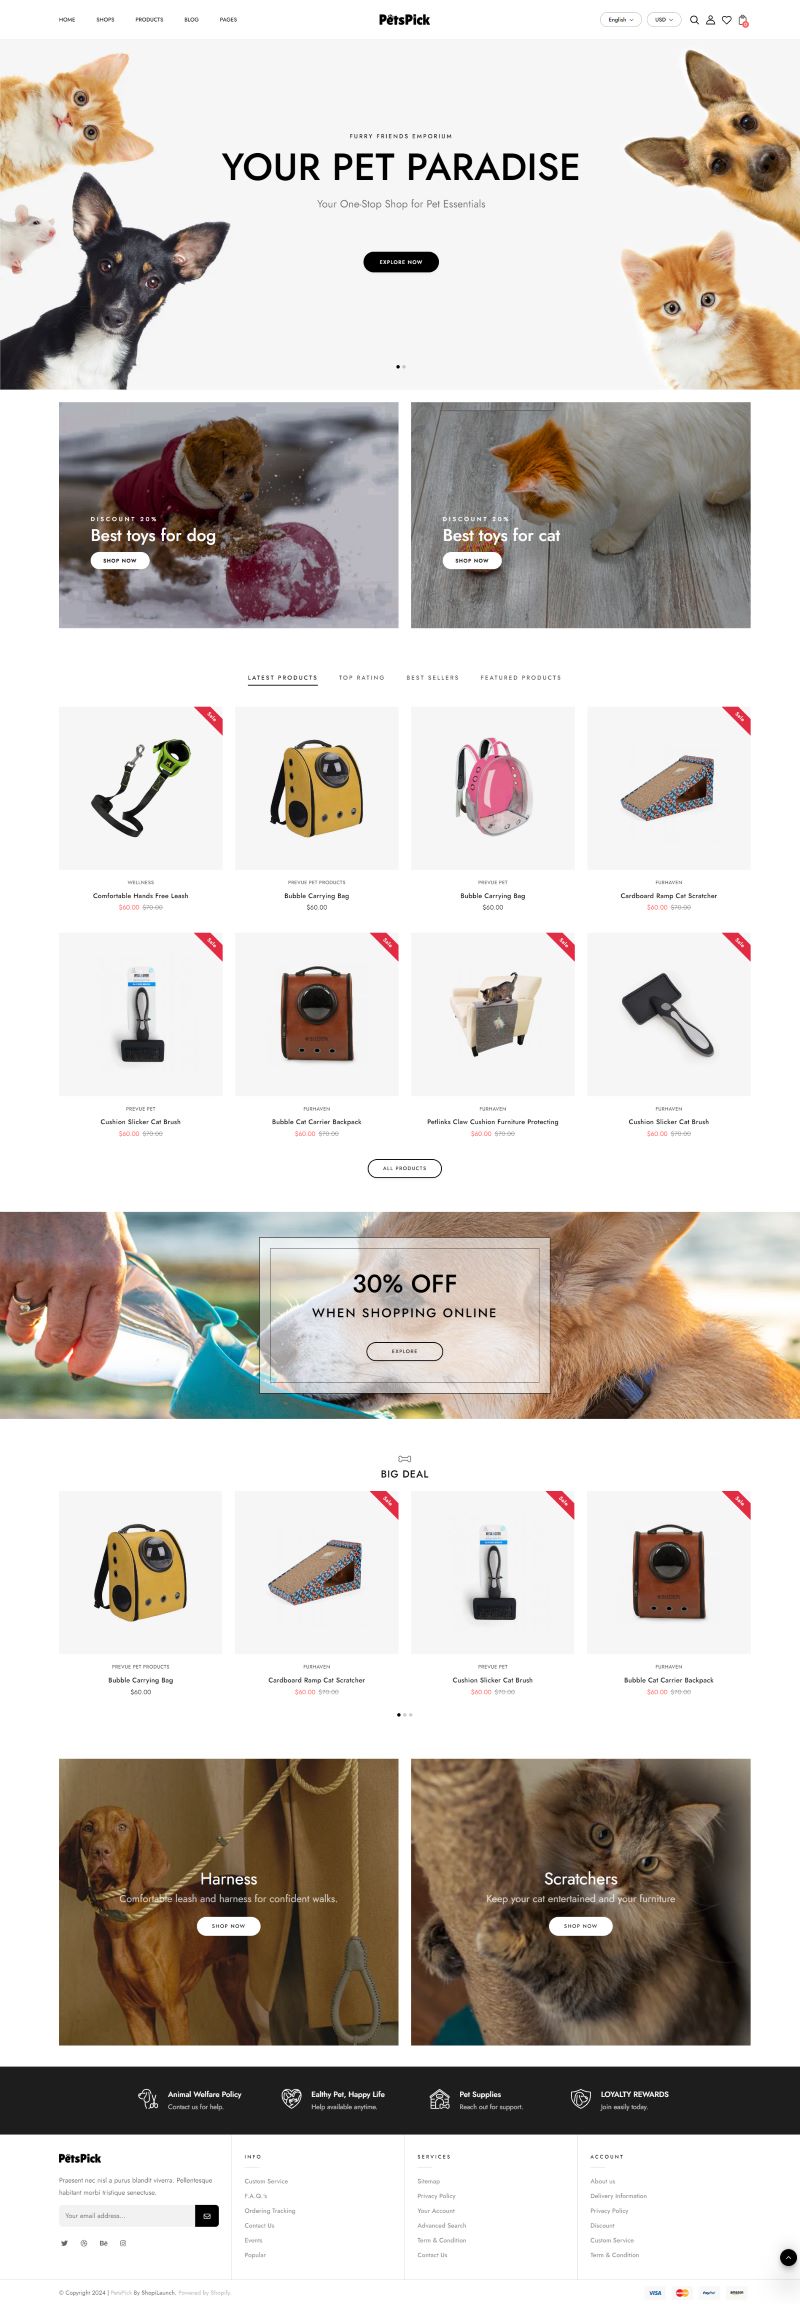 HOME SHOPS PRODUCTS BLOG PAGES PetsPick English USD
0
FURRY FRIENDS EMPORIUM
YOUR PET PARADISE
Your One-Stop Shop for Pet Essentials
EXPLORE NOW
DISCOUNT 20%
Best toys for dog
SHOP NOW
DISCOUNT 20%
Best toys for cat
SHOP NOW
LATEST PRODUCTS TOP RATING BEST SELLERS FEATURED PRODUCTS
Sale
WELLNESS
Comfortable Hands Free Leash
$60.00 $70.00
PREVUE PET PRODUCTS
Bubble Carrying Bag
$60.00
PREVUE PET
Bubble Carrying Bag
$60.00
Sale
FURHAVEN
Cardboard Ramp Cat Scratcher
$60.00 $70.00
Sale
PREVUE PET
Cushion Slicker Cat Brush
$60.00 $70.00
Sale
FURHAVEN
Bubble Cat Carrier Backpack
$60.00 $70.00
Sale
FURHAVEN
Petlinks Claw Cushion Furniture Protecting
$60.00 $70.00
Sale
FURHAVEN
Cushion Slicker Cat Brush
$60.00 $70.00
ALL PRODUCTS
30% OFF
WHEN SHOPPING ONLINE
EXPLORE
BIG DEAL
PREVUE PET PRODUCTS
Bubble Carrying Bag
$60.00
Sale
FURHAVEN
Cardboard Ramp Cat Scratcher
$60.00 $70.00
Sale
PREVUE PET
Cushion Slicker Cat Brush
$60.00 $70.00
Sale
FURHAVEN
Bubble Cat Carrier Backpack
$60.00 $70.00
Harness
Comfortable leash and harness for confident walks.
SHOP NOW
Scratchers
Keep your cat entertained and your furniture
SHOP NOW
Animal Welfare Policy
Contact us for help.
Ealthy Pet, Happy Life
Help available anytime.
Pet Supplies
Reach out for support.
LOYALTY REWARDS
Join easily today.
PetsPick
Praesent nec nisl a purus blandit viverra. Pellentesque
habitant morbi tristique senectuse.
Your email address...
Bē
INFO
Custom Service
F.A.Q.'s
Ordering Tracking
Contact Us
Events
Popular
SERVICES
Sitemap
Privacy Policy
Your Account
Advanced Search
Term & Condition
Contact Us
ACCOUNT
About us
Delivery Information
Privacy Policy
Discount
Custom Service
Term & Condition
© Copyright 2024 | PetsPick By ShopiLaunch. Powered by Shopify.
VISA MasterCard PayPal amazon